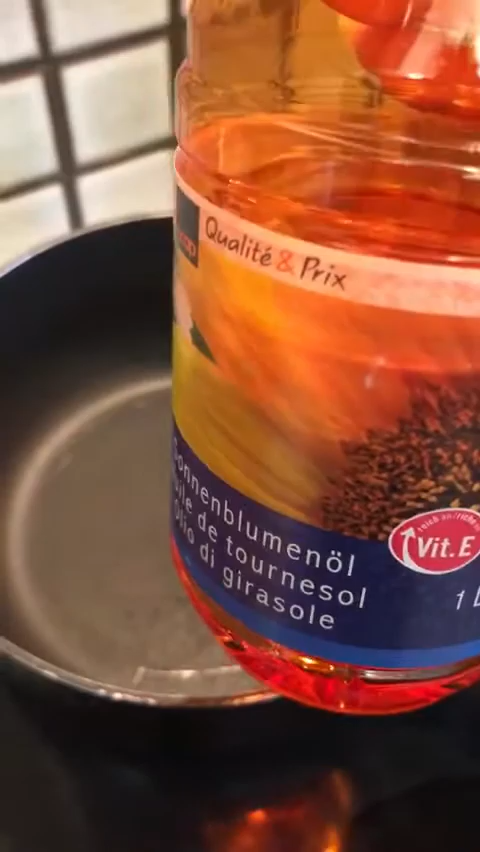 Qualité & Prix
Sonnenblumenöl
Huile de tournesol
Olio di girasole
Vit. E
1 L